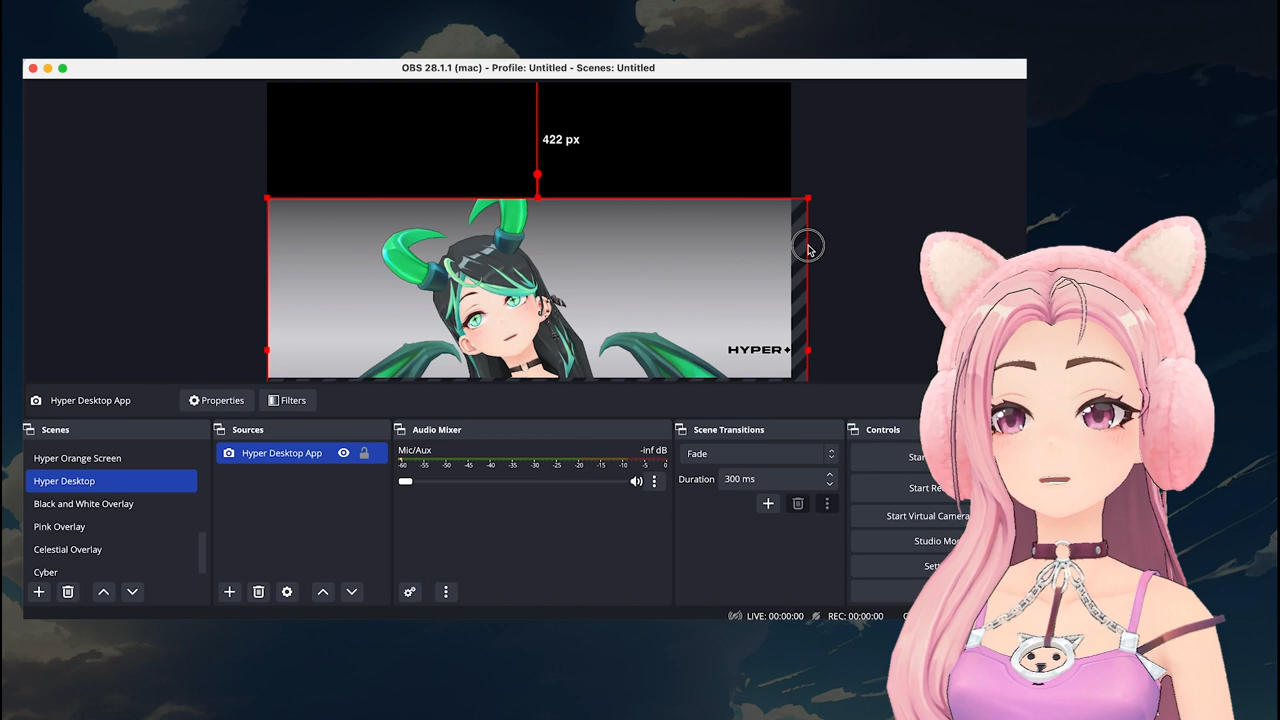 OBS 28.1.1 (mac) - Profile: Untitled - Scenes: Untitled
422 px
HYPER
Hyper Desktop App
Properties
Filters
Scenes
Sources
Audio Mixer
Scene Transitions
Controls
Hyper Orange Screen
Hyper Desktop
Black and White Overlay
Pink Overlay
Celestial Overlay
Cyber
Hyper Desktop App
Mic/Aux
-inf dB
-60 -55 -50 -45 -40 -35 -30 -25 -20 -15 -10 -5 0
Fade
Duration
300 ms
Start Virtual Camera
LIVE: 00:00:00
REC: 00:00:00